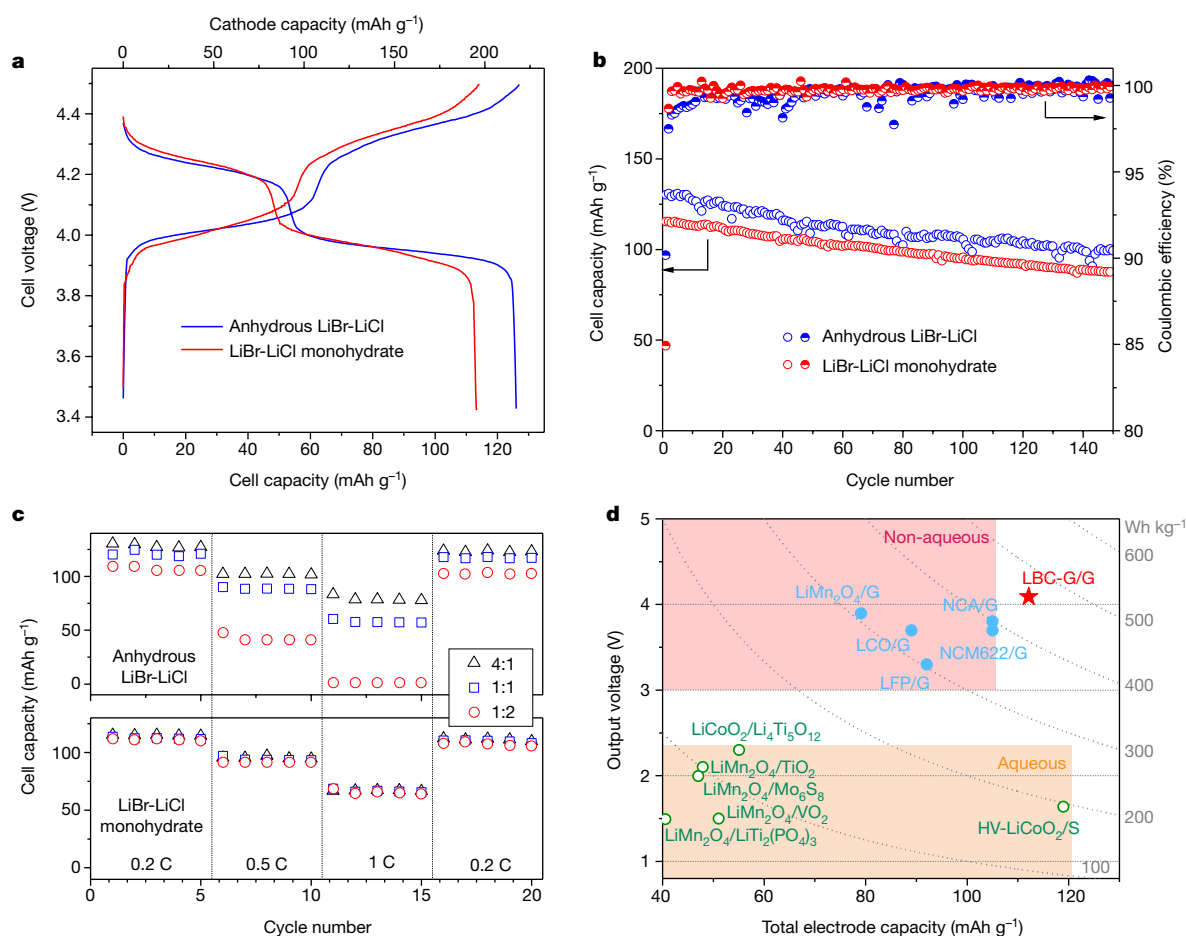 Cathode capacity (mAh g⁻¹)
0 50 100 150 200
a
4.4
4.2
4.0
3.8
3.6
3.4
Cell voltage (V)
Anhydrous LiBr-LiCl
LiBr-LiCl monohydrate
0 20 40 60 80 100 120
Cell capacity (mAh g⁻¹)
b
200
150
100
50
0
Cell capacity (mAh g⁻¹)
100
95
90
85
80
Coulombic efficiency (%)
Anhydrous LiBr-LiCl
LiBr-LiCl monohydrate
0 20 40 60 80 100 120 140
Cycle number
c
100
50
0
Anhydrous
LiBr-LiCl
4:1
1:1
1:2
Cell capacity (mAh g⁻¹)
100
50
0
LiBr-LiCl
monohydrate
0.2 C 0.5 C 1 C 0.2 C
0 5 10 15 20
Cycle number
d
5
4
3
2
1
Output voltage (V)
Non-aqueous
Wh kg⁻¹
600
500
400
300
200
100
LBC-G/G
LiMn₂O₄/G
NCA/G
LCO/G
NCM622/G
LFP/G
LiCoO₂/Li₄Ti₅O₁₂
Aqueous
LiMn₂O₄/TiO₂
LiMn₂O₄/Mo₆S₈
LiMn₂O₄/VO₂
HV-LiCoO₂/S
LiMn₂O₄/LiTi₂(PO₄)₃
40 60 80 100 120
Total electrode capacity (mAh g⁻¹)